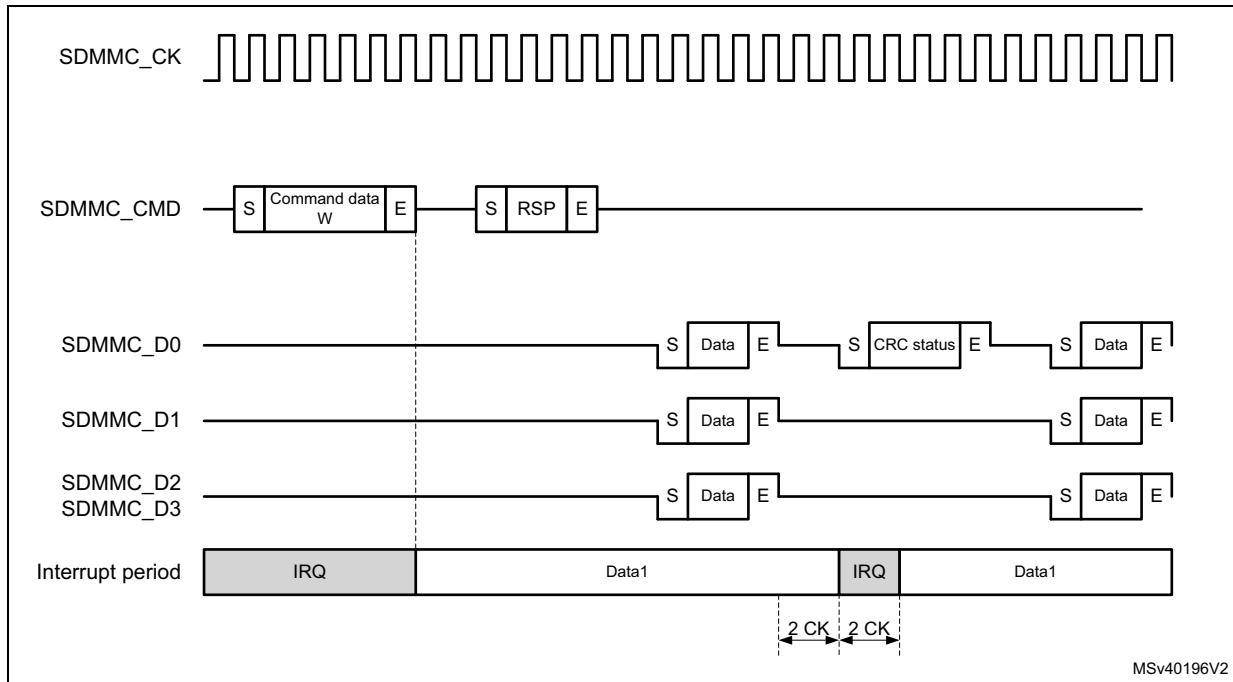 SDMMC_CK
SDMMC_CMD
S
Command data
W
E
S
RSP
E
SDMMC_D0
S
Data
E
S
CRC status
E
S
Data
E
SDMMC_D1
S
Data
E
S
Data
E
SDMMC_D2
SDMMC_D3
S
Data
E
S
Data
E
Interrupt period
IRQ
Data1
IRQ
Data1
2 CK
2 CK
MSv40196V2